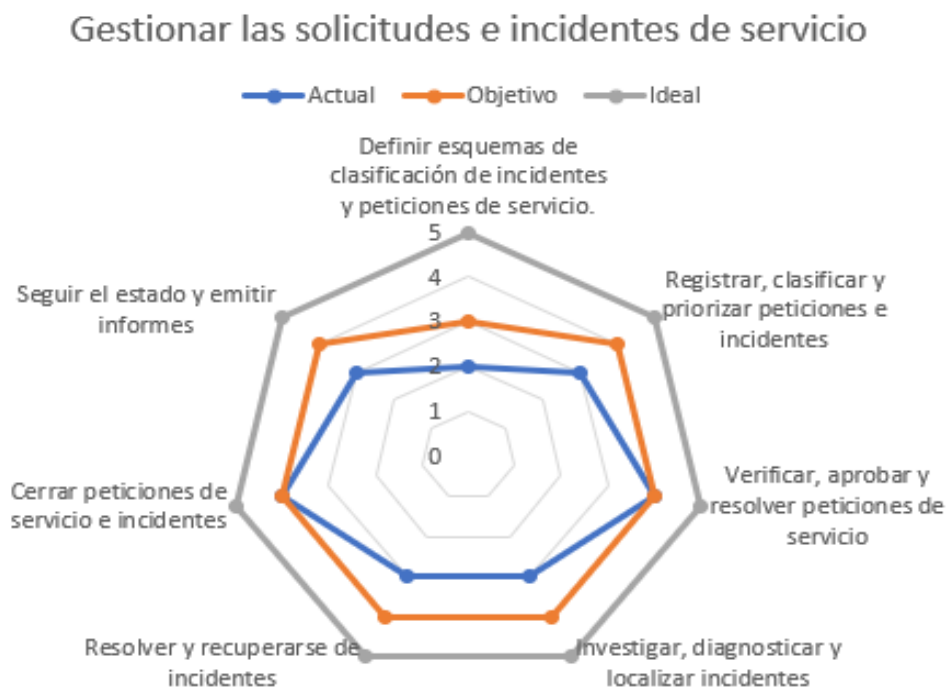 Gestionar las solicitudes e incidentes de servicio
Actual
Objetivo
Ideal
Definir esquemas de
clasificación de incidentes
y peticiones de servicio.
5
4
3
2
1
0
Registrar, clasificar y
priorizar peticiones e
incidentes
Verificar, aprobar y
resolver peticiones de
servicio
Investigar, diagnosticar y
localizar incidentes
Resolver y recuperarse de
incidentes
Cerrar peticiones de
servicio e incidentes
Seguir el estado y emitir
informes